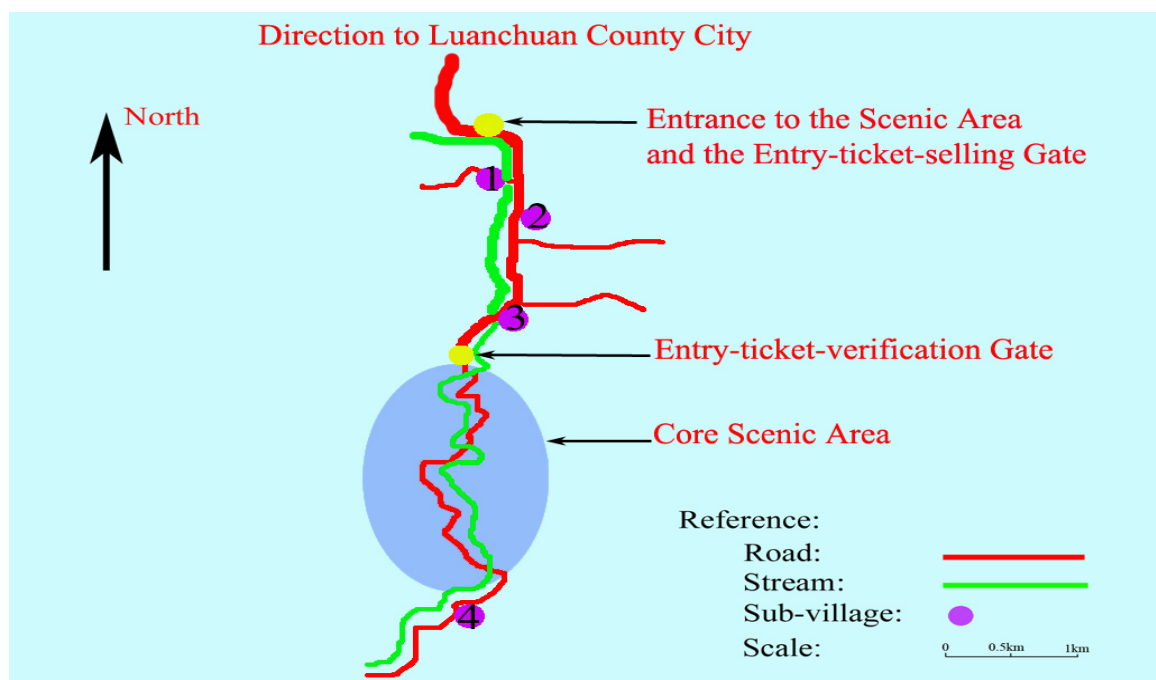 Direction to Luanchuan County City
North
Entrance to the Scenic Area
and the Entry-ticket-selling Gate
1
2
3
Entry-ticket-verification Gate
Core Scenic Area
Reference:
Road:
Stream:
Sub-village:
4
Scale:
0 0.5km 1km